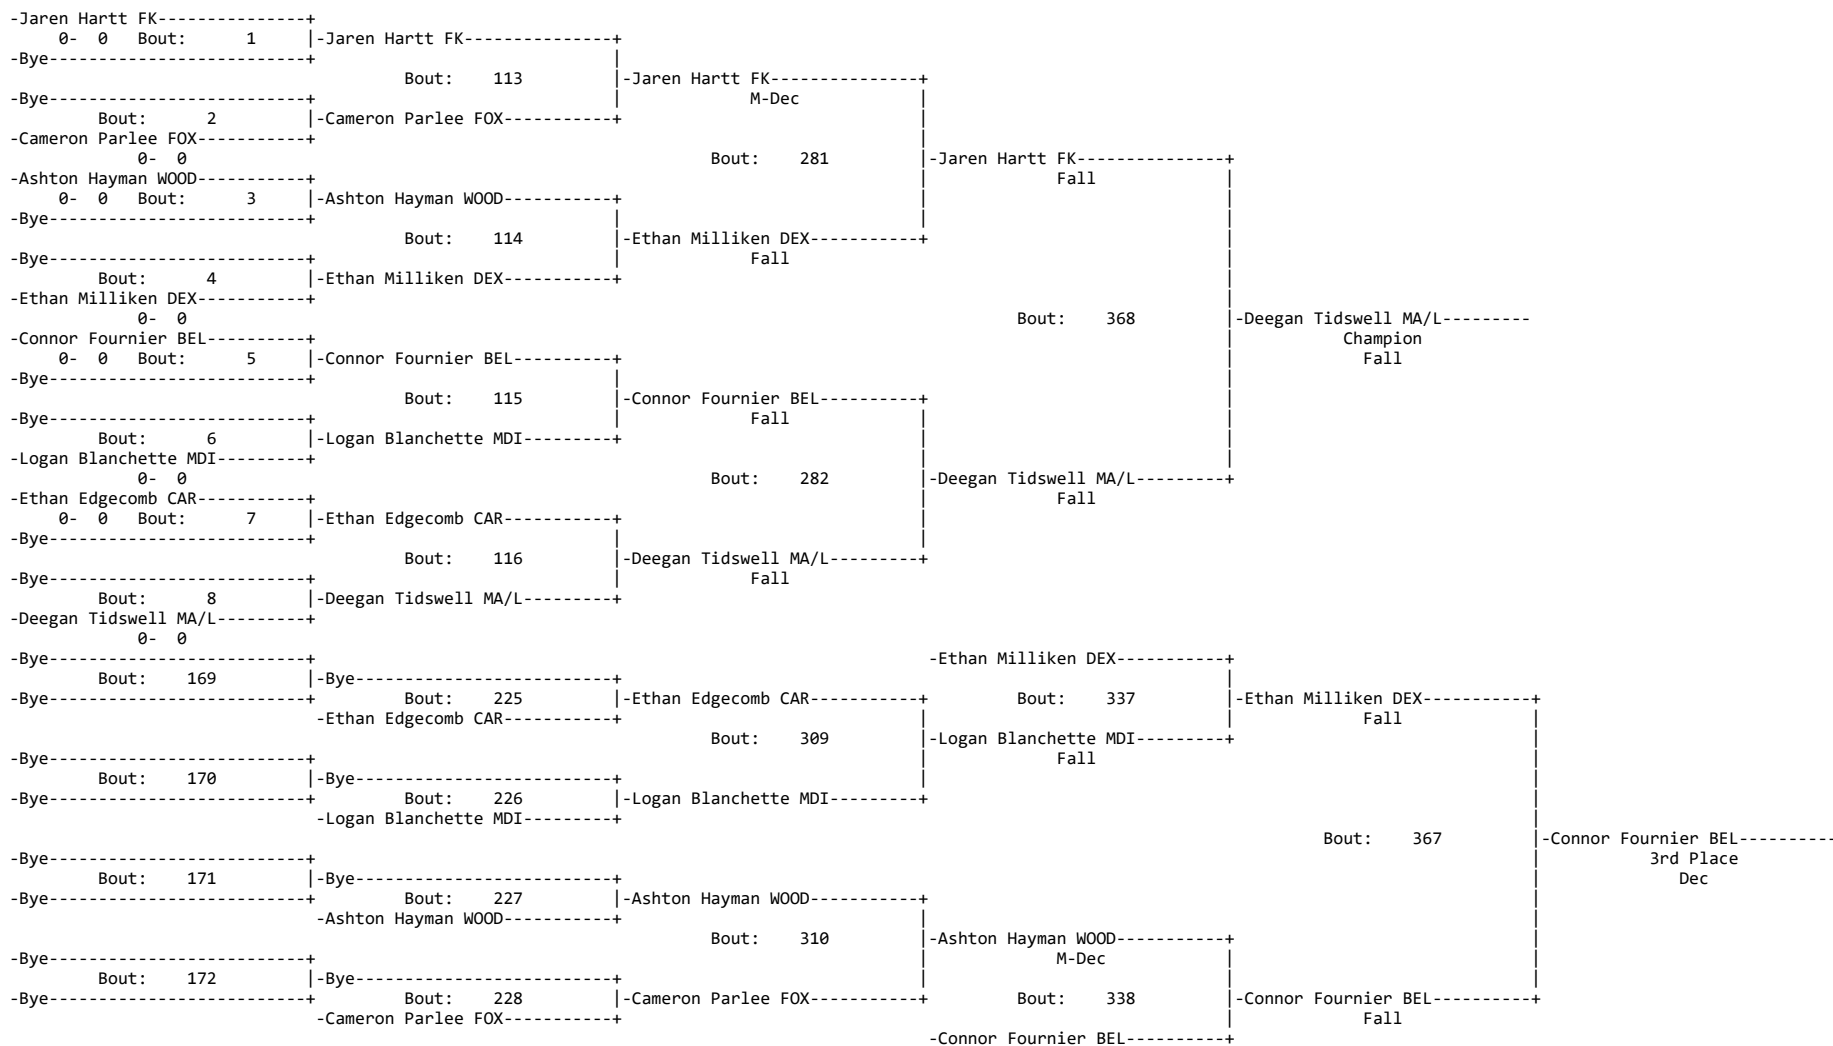 -Jaren Hartt FK---------------+
0- 0 Bout: 1 |-Jaren Hartt FK---------------+
-Bye--------------------------+ |
Bout: 113 |-Jaren Hartt FK---------------+
-Bye--------------------------+ | M-Dec |
Bout: 2 |-Cameron Parlee FOX-----------+ |
-Cameron Parlee FOX-----------+ |
0- 0 Bout: 281 |-Jaren Hartt FK---------------+
-Ashton Hayman WOOD-----------+ | Fall |
0- 0 Bout: 3 |-Ashton Hayman WOOD-----------+ | |
-Bye--------------------------+ | | |
Bout: 114 |-Ethan Milliken DEX-----------+ |
-Bye--------------------------+ | Fall |
Bout: 4 |-Ethan Milliken DEX-----------+ |
-Ethan Milliken DEX-----------+ |
0- 0 Bout: 368 |-Deegan Tidswell MA/L---------
-Connor Fournier BEL----------+ | Champion
0- 0 Bout: 5 |-Connor Fournier BEL----------+ | Fall
-Bye--------------------------+ | |
Bout: 115 |-Connor Fournier BEL----------+ |
-Bye--------------------------+ | Fall | |
Bout: 6 |-Logan Blanchette MDI---------+ | |
-Logan Blanchette MDI---------+ | |
0- 0 Bout: 282 |-Deegan Tidswell MA/L---------+
-Ethan Edgecomb CAR-----------+ | Fall
0- 0 Bout: 7 |-Ethan Edgecomb CAR-----------+ |
-Bye--------------------------+ | |
Bout: 116 |-Deegan Tidswell MA/L---------+
-Bye--------------------------+ | Fall
Bout: 8 |-Deegan Tidswell MA/L---------+
-Deegan Tidswell MA/L---------+
0- 0
-Bye--------------------------+ -Ethan Milliken DEX-----------+
Bout: 169 |-Bye--------------------------+ |
-Bye--------------------------+ Bout: 225 |-Ethan Edgecomb CAR-----------+ Bout: 337 |-Ethan Milliken DEX-----------+
-Ethan Edgecomb CAR-----------+ | | Fall |
Bout: 309 |-Logan Blanchette MDI---------+ |
-Bye--------------------------+ | Fall |
Bout: 170 |-Bye--------------------------+ | |
-Bye--------------------------+ Bout: 226 |-Logan Blanchette MDI---------+ |
-Logan Blanchette MDI---------+ |
Bout: 367 |-Connor Fournier BEL----------
-Bye--------------------------+ | 3rd Place
Bout: 171 |-Bye--------------------------+ | Dec
-Bye--------------------------+ Bout: 227 |-Ashton Hayman WOOD-----------+ |
-Ashton Hayman WOOD-----------+ | |
Bout: 310 |-Ashton Hayman WOOD-----------+ |
-Bye--------------------------+ | M-Dec | |
Bout: 172 |-Bye--------------------------+ | | |
-Bye--------------------------+ Bout: 228 |-Cameron Parlee FOX-----------+ Bout: 338 |-Connor Fournier BEL----------+
-Cameron Parlee FOX-----------+ | Fall
-Connor Fournier BEL----------+